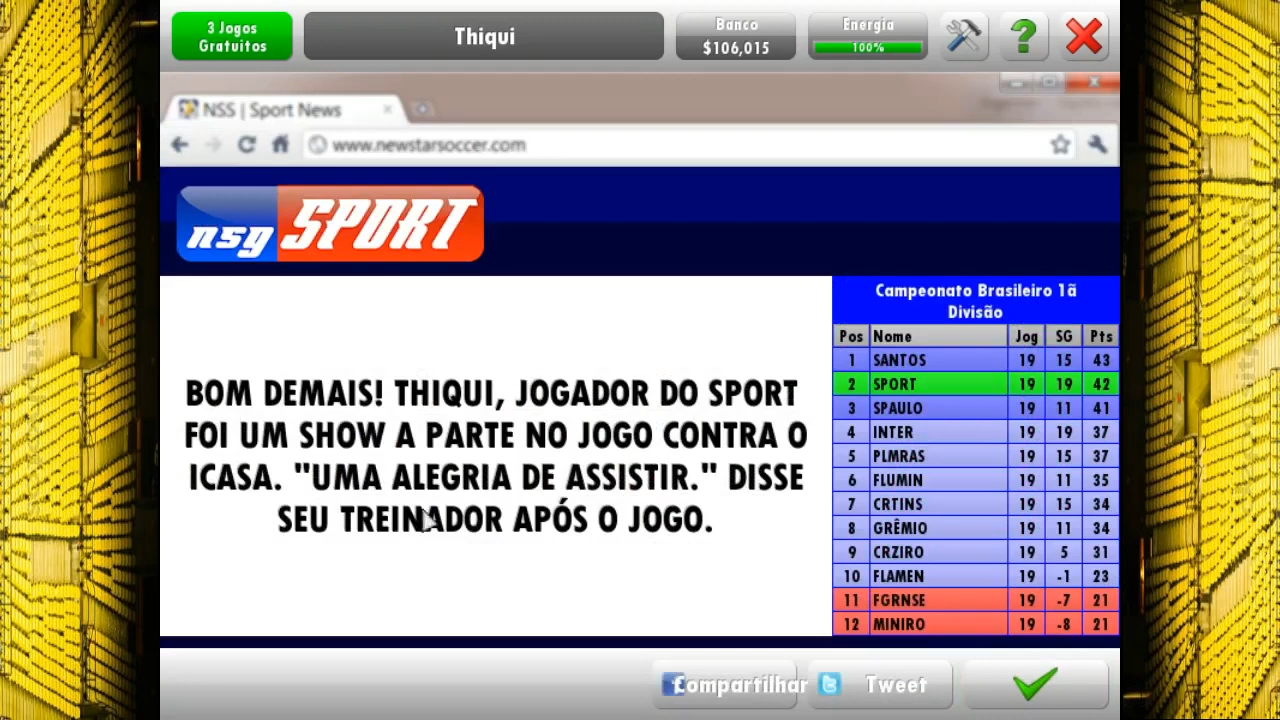 3 Jogos
Gratuitos
Thiqui
Banco
$106,015
Energia
100%
NSS | Sport News
www.newstarsoccer.com
nsg SPORT
BOM DEMAIS! THIQUI, JOGADOR DO SPORT
FOI UM SHOW A PARTE NO JOGO CONTRA O
ICASA. "UMA ALEGRIA DE ASSISTIR." DISSE
SEU TREINADOR APÓS O JOGO.
Campeonato Brasileiro 1ã
Divisão
Pos Nome Jog SG Pts
1 SANTOS 19 15 43
2 SPORT 19 19 42
3 SPAULO 19 11 41
4 INTER 19 19 37
5 PLMRAS 19 15 37
6 FLUMIN 19 11 35
7 CRTINS 19 15 34
8 GRÊMIO 19 11 34
9 CRZIRO 19 5 31
10 FLAMEN 19 -1 23
11 FGRNSE 19 -7 21
12 MINIRO 19 -8 21
Compartilhar
Tweet